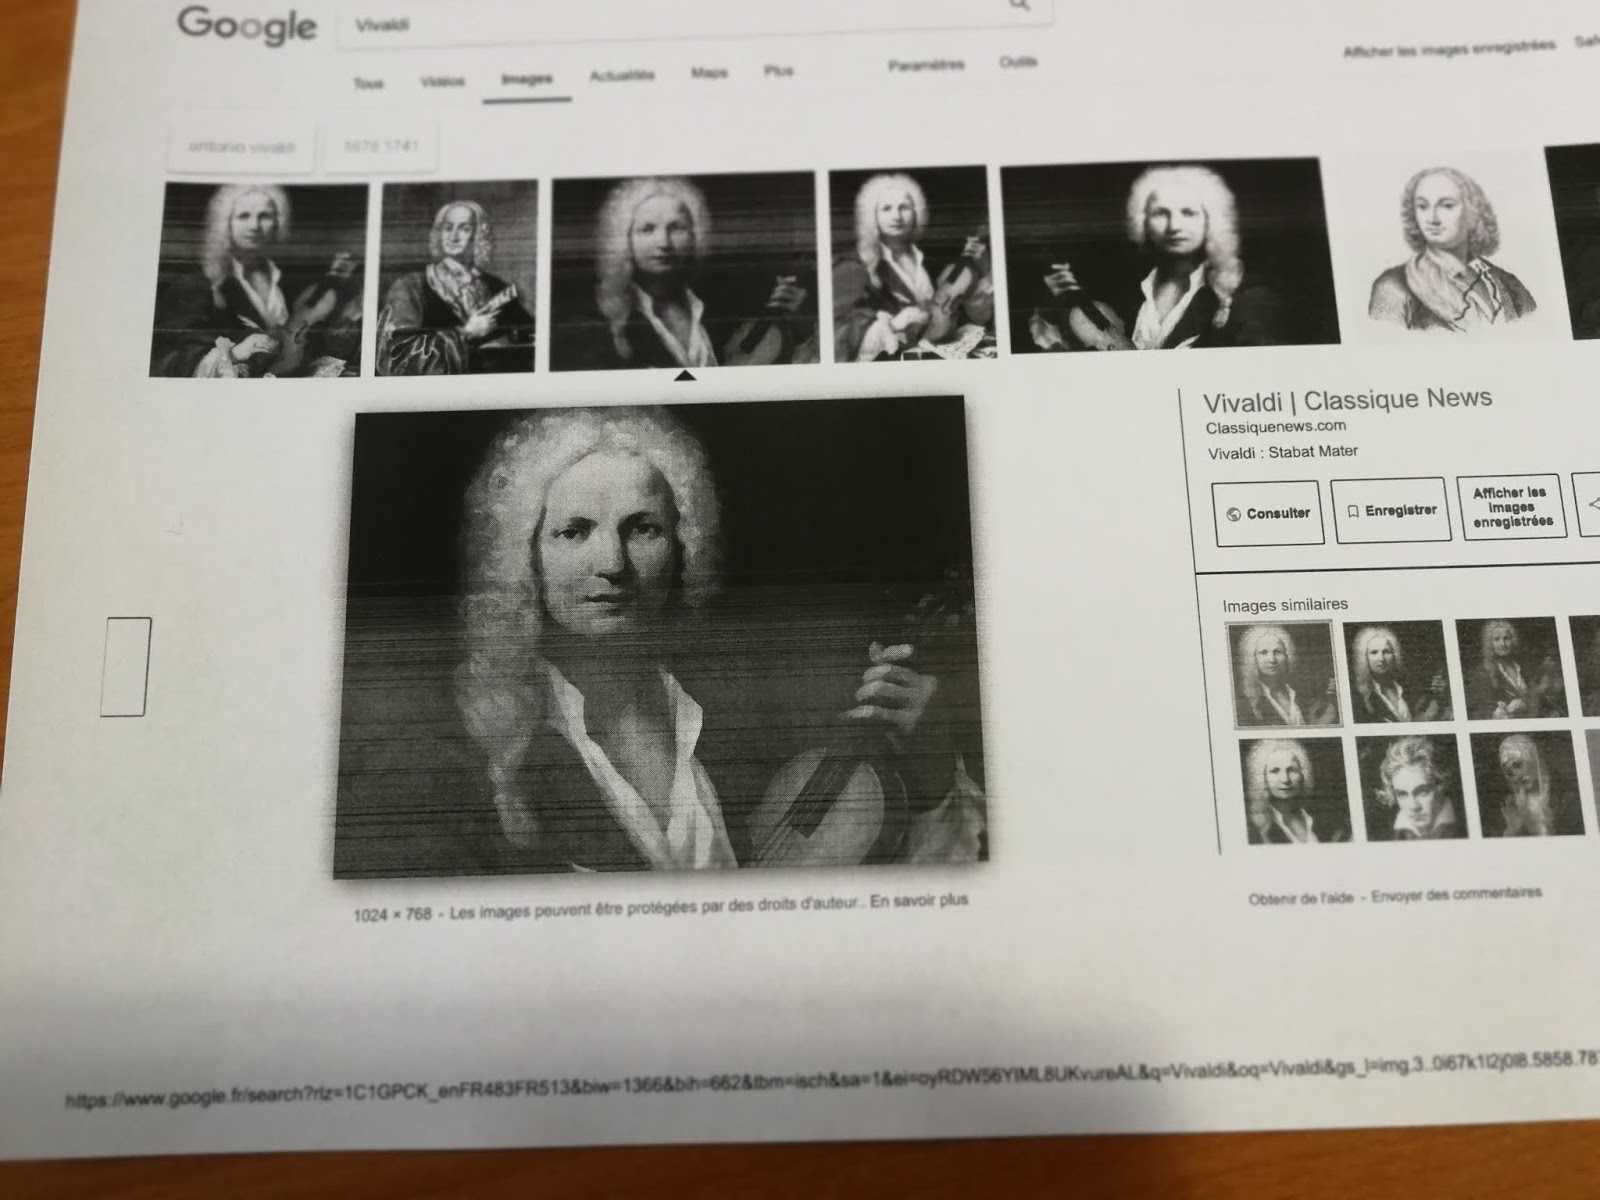 Google
Vivaldi
Tous Vidéos Images Actualités Maps Plus Paramètres Outils
Afficher les images enregistrées
antonio vivaldi 1678 1741
Vivaldi | Classique News
Classiquenews.com
Vivaldi : Stabat Mater
Consulter
Enregistrer
Afficher les
images
enregistrées
Images similaires
1024 × 768 - Les images peuvent être protégées par des droits d'auteur.. En savoir plus
Obtenir de l'aide - Envoyer des commentaires
https://www.google.fr/search?rlz=1C1GPCK_enFR483FR513&biw=1366&bih=662&tbm=isch&sa=1&ei=oyRDW56YIML8UKvureAL&q=Vivaldi&oq=Vivaldi&gs_l=img.3..0i67k1l2j0l8.5858.78